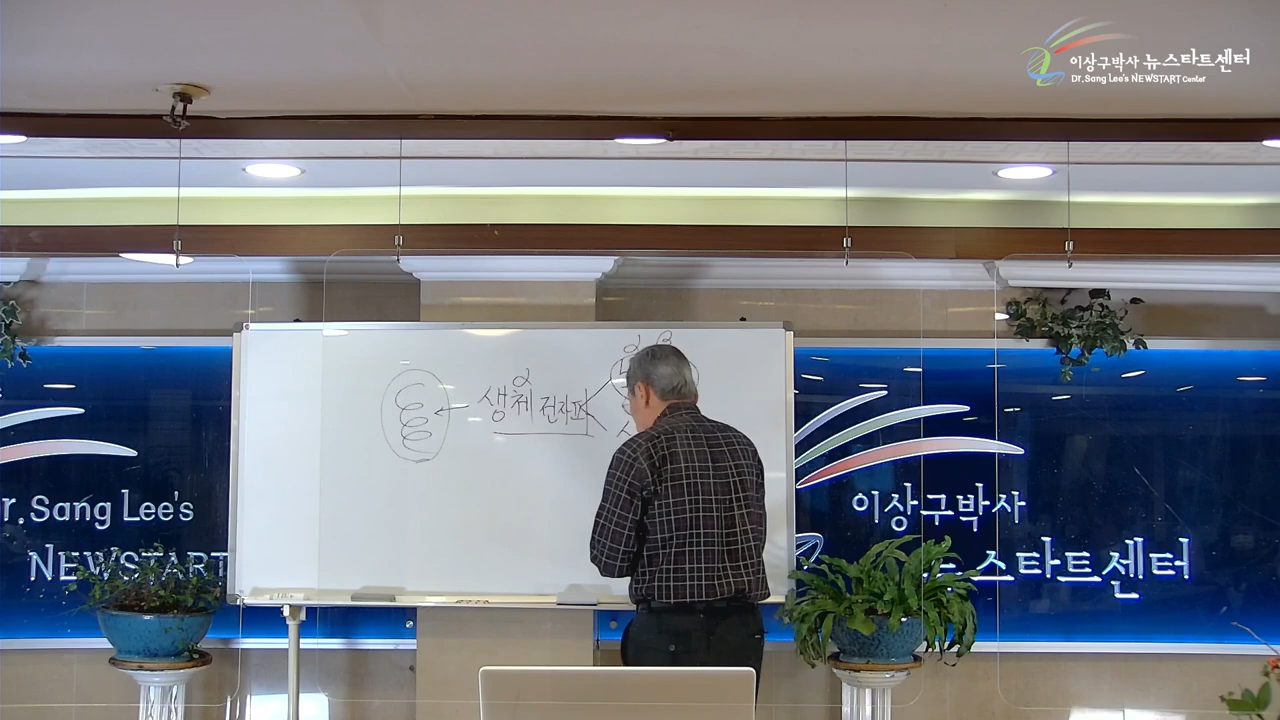 이상구박사 뉴스타트센터
Dr. Sang Lee's NEWSTART Center
α
생체 전자파
r. Sang Lee's
NEWSTART
이상구박사
뉴스타트센터